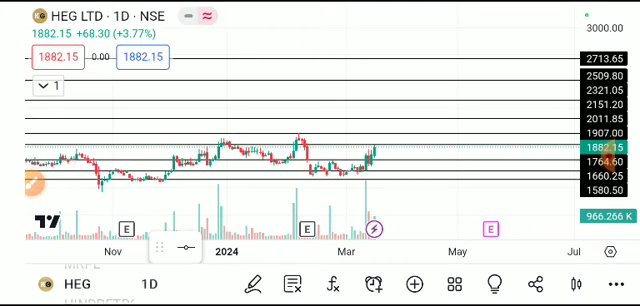 HEG LTD · 1D · NSE
1882.15 +68.30 (+3.77%)
1882.15 0.00 1882.15
1
3000.00
2713.65
2509.80
2321.05
2151.20
2011.85
1907.00
1882.15
1764.60
1660.25
1580.50
966.266 K
E E E
Nov 2024 Mar May Jul
MRPL
HEG 1D
HINDPETRO